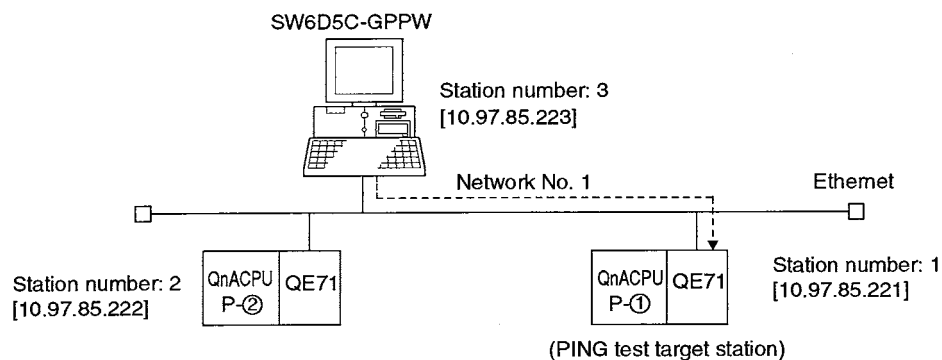 SW6D5C-GPPW
Station number: 3
[10.97.85.223]
Network No. 1
Ethernet
Station number: 2
[10.97.85.222]
QnACPU
P-②
QE71
QnACPU
P-①
QE71
Station number: 1
[10.97.85.221]
(PING test target station)